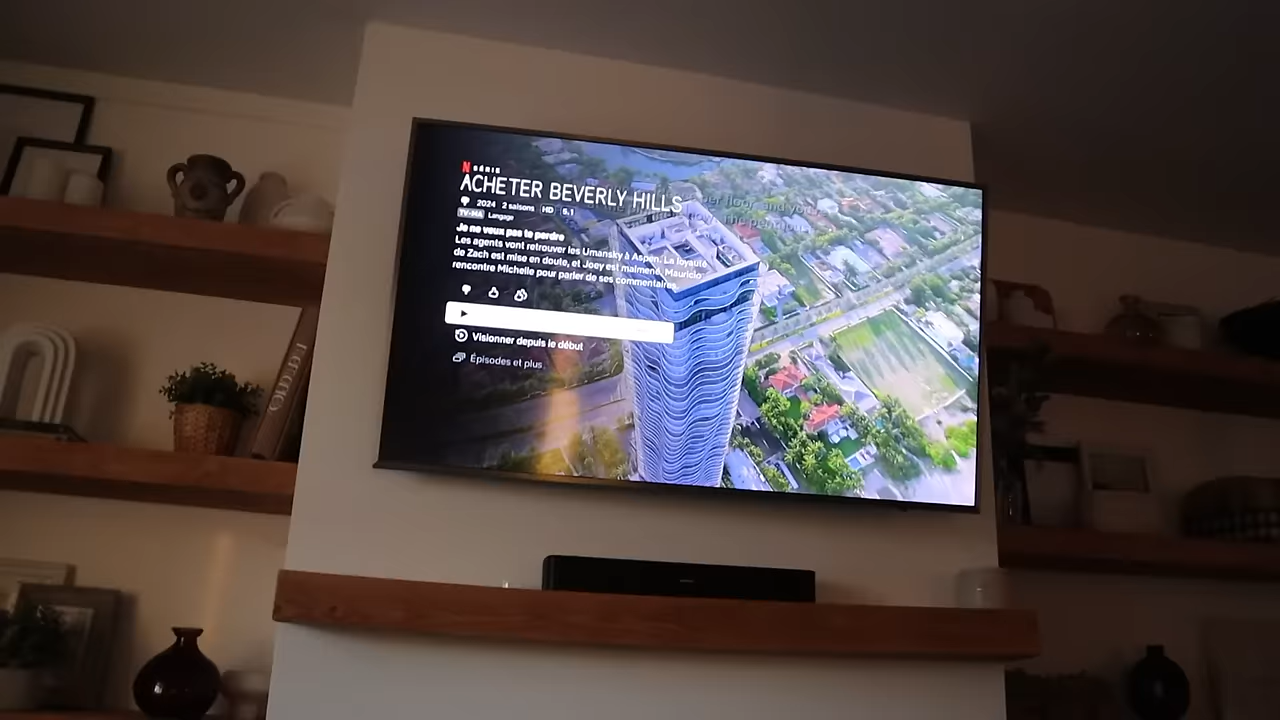 N SÉRIE
ACHETER BEVERLY HILLS
2024 2 saisons HD 5.1
TV-MA Langage
Je ne veux pas te perdre
Les agents vont retrouver les Umansky à Aspen. La loyauté
de Zach est mise en doute, et Joey est malmené. Mauricio
rencontre Michelle pour parler de ses commentaires.
Visionner depuis le début
Épisodes et plus